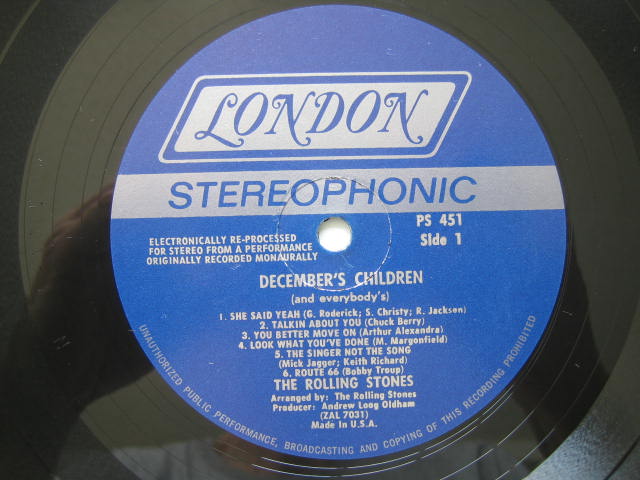 LONDON
STEREOPHONIC
PS 451
Side 1
ELECTRONICALLY RE-PROCESSED
FOR STEREO FROM A PERFORMANCE
ORIGINALLY RECORDED MONAURALLY
DECEMBER'S CHILDREN
(and everybody's)
1. SHE SAID YEAH (G. Roderick; S. Christy; R. Jacksen)
2. TALKIN ABOUT YOU (Chuck Berry)
3. YOU BETTER MOVE ON (Arthur Alexandra)
4. LOOK WHAT YOU'VE DONE (M. Margonfield)
5. THE SINGER NOT THE SONG
(Mick Jagger; Keith Richard)
6. ROUTE 66 (Bobby Troup)
THE ROLLING STONES
Arranged by: The Rolling Stones
Producer: Andrew Loog Oldham
(ZAL 7031)
Made in U.S.A.
UNAUTHORIZED PUBLIC PERFORMANCE, BROADCASTING AND COPYING OF THIS RECORDING PROHIBITED